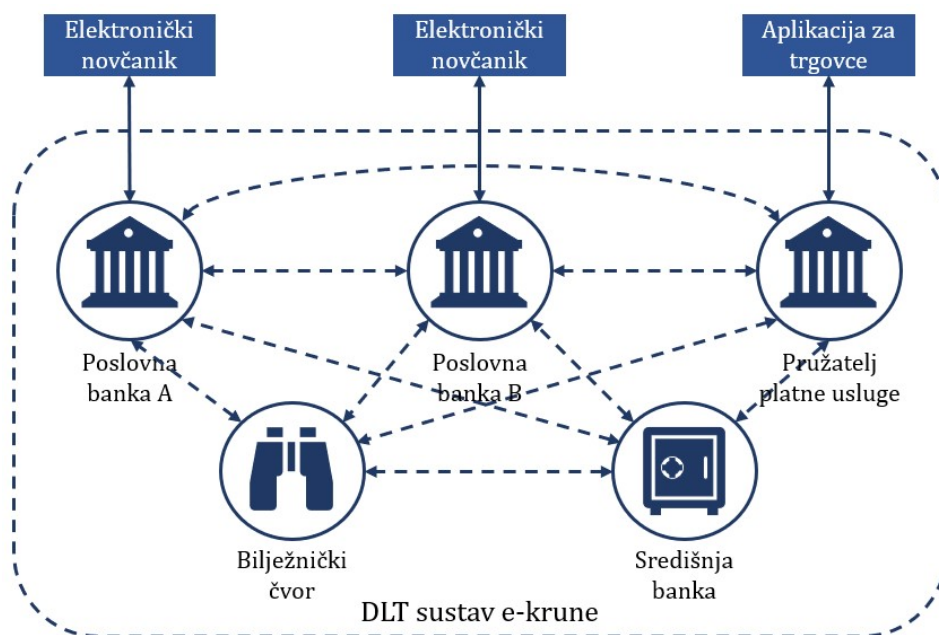 Elektronički
novčanik
Elektronički
novčanik
Aplikacija za
trgovce
Poslovna
banka A
Poslovna
banka B
Pružatelj
platne usluge
Bilježnički
čvor
Središnja
banka
DLT sustav e-krune